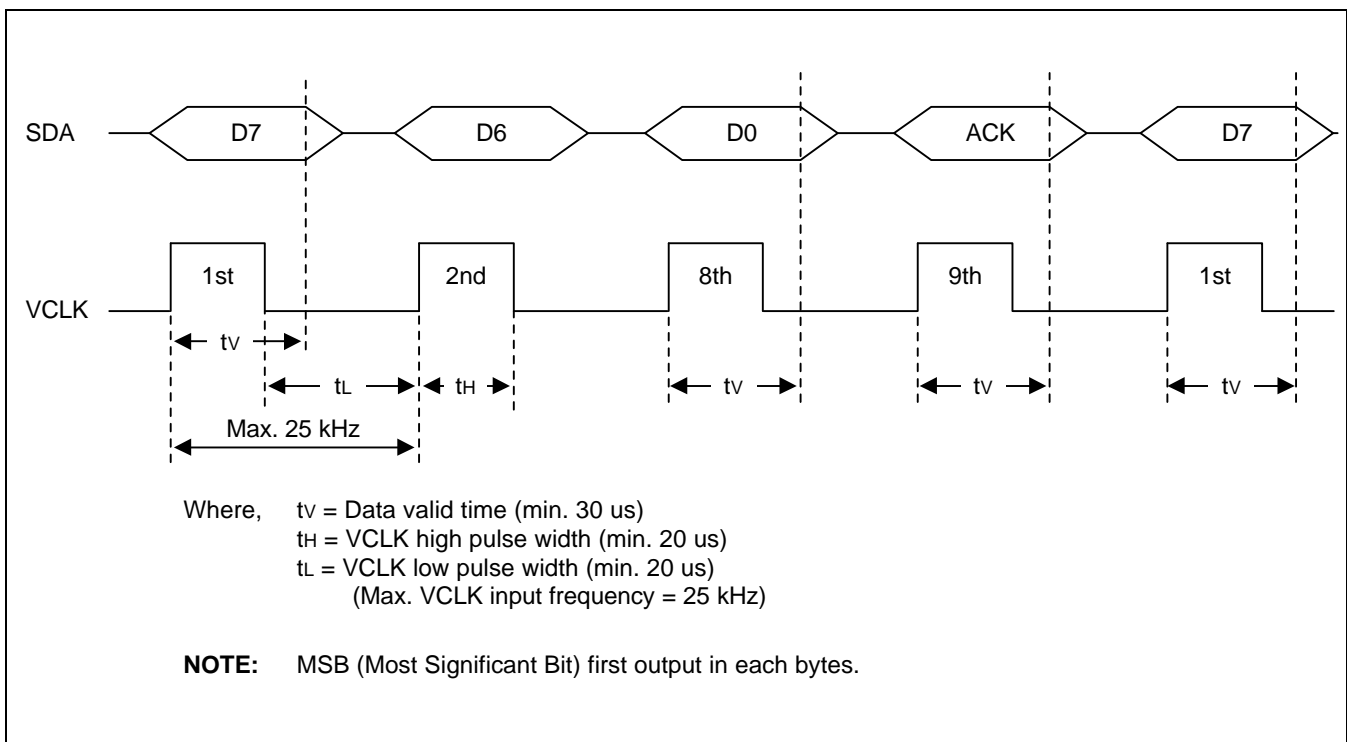 SDA D7 D6 D0 ACK D7
VCLK 1st 2nd 8th 9th 1st
tV tL tH tV tV tV
Max. 25 kHz
Where, tV = Data valid time (min. 30 us)
tH = VCLK high pulse width (min. 20 us)
tL = VCLK low pulse width (min. 20 us)
(Max. VCLK input frequency = 25 kHz)
NOTE: MSB (Most Significant Bit) first output in each bytes.